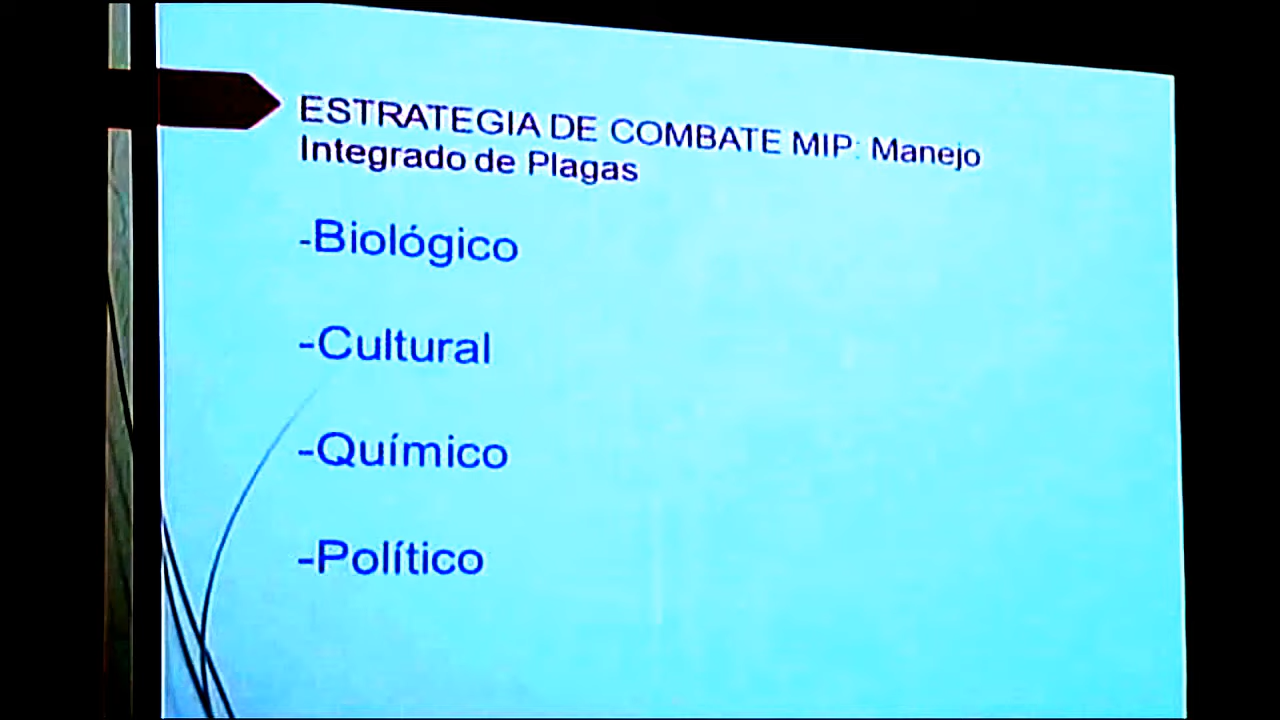 ESTRATEGIA DE COMBATE MIP: Manejo
Integrado de Plagas
-Biológico
-Cultural
-Químico
-Político